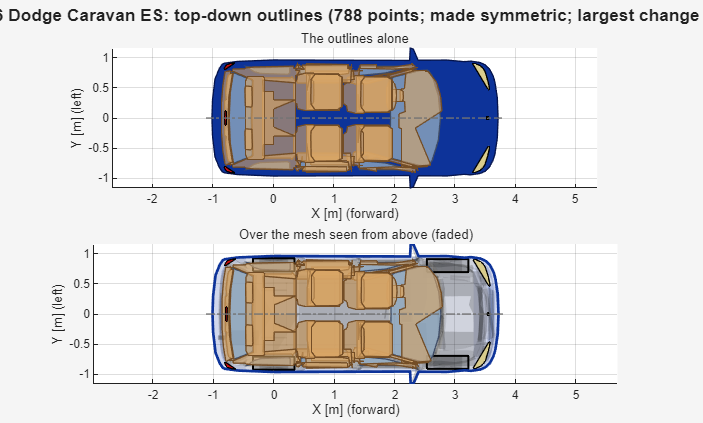 6 Dodge Caravan ES: top-down outlines (788 points; made symmetric; largest change
The outlines alone
1
0.5
0
-0.5
-1
Y [m] (left)
-2 -1 0 1 2 3 4 5
X [m] (forward)
Over the mesh seen from above (faded)
1
0.5
0
-0.5
-1
Y [m] (left)
-2 -1 0 1 2 3 4 5
X [m] (forward)